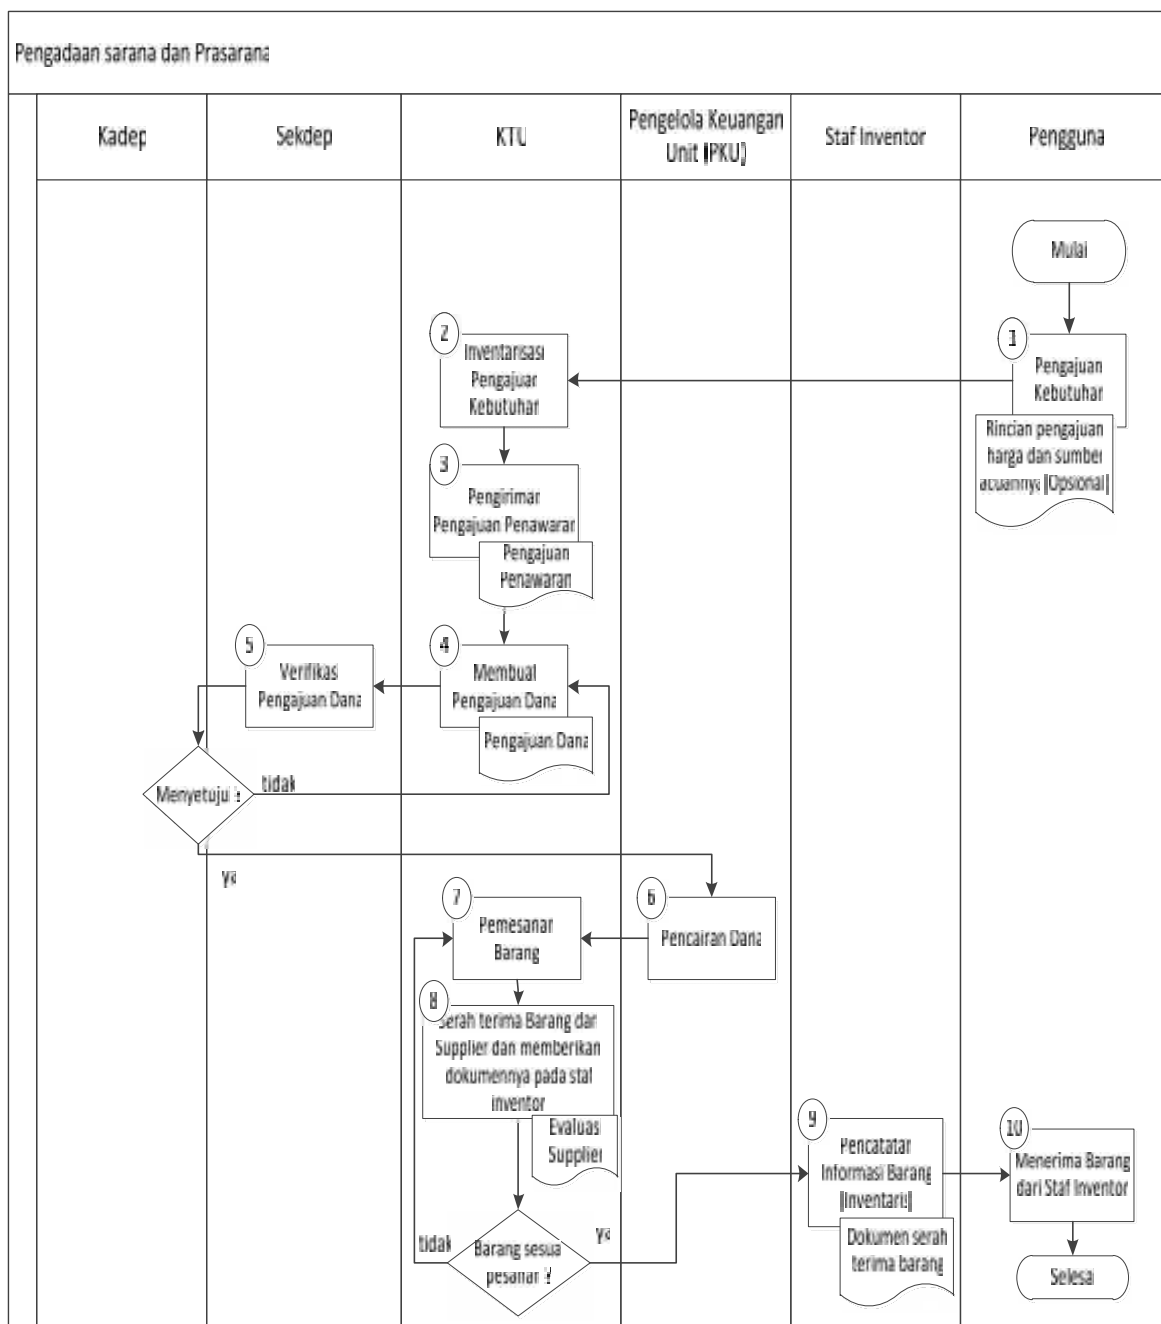 Pengadaan sarana dan Prasarana
Kadep
Sekdep
KTU
Pengelola Keuangan
Unit (PKU)
Staf Inventor
Pengguna
Mulai
1
Pengajuan
Kebutuhan
Rincian pengajuan
harga dan sumber
acuannya (Opsional)
2
Inventarisasi
Pengajuan
Kebutuhan
3
Pengiriman
Pengajuan Penawaran
Pengajuan
Penawaran
4
Membuat
Pengajuan Dana
Pengajuan Dana
5
Verifikasi
Pengajuan Dana
Menyetujui ?
tidak
ya
6
Pencairan Dana
7
Pemesanan
Barang
8
Serah terima Barang dari
Supplier dan memberikan
dokumennya pada staf
inventor
Evaluasi
Supplier
Barang sesuai
pesanan ?
tidak
ya
9
Pencatatan
Informasi Barang
(Inventaris)
Dokumen serah
terima barang
10
Menerima Barang
dari Staf Inventor
Selesai